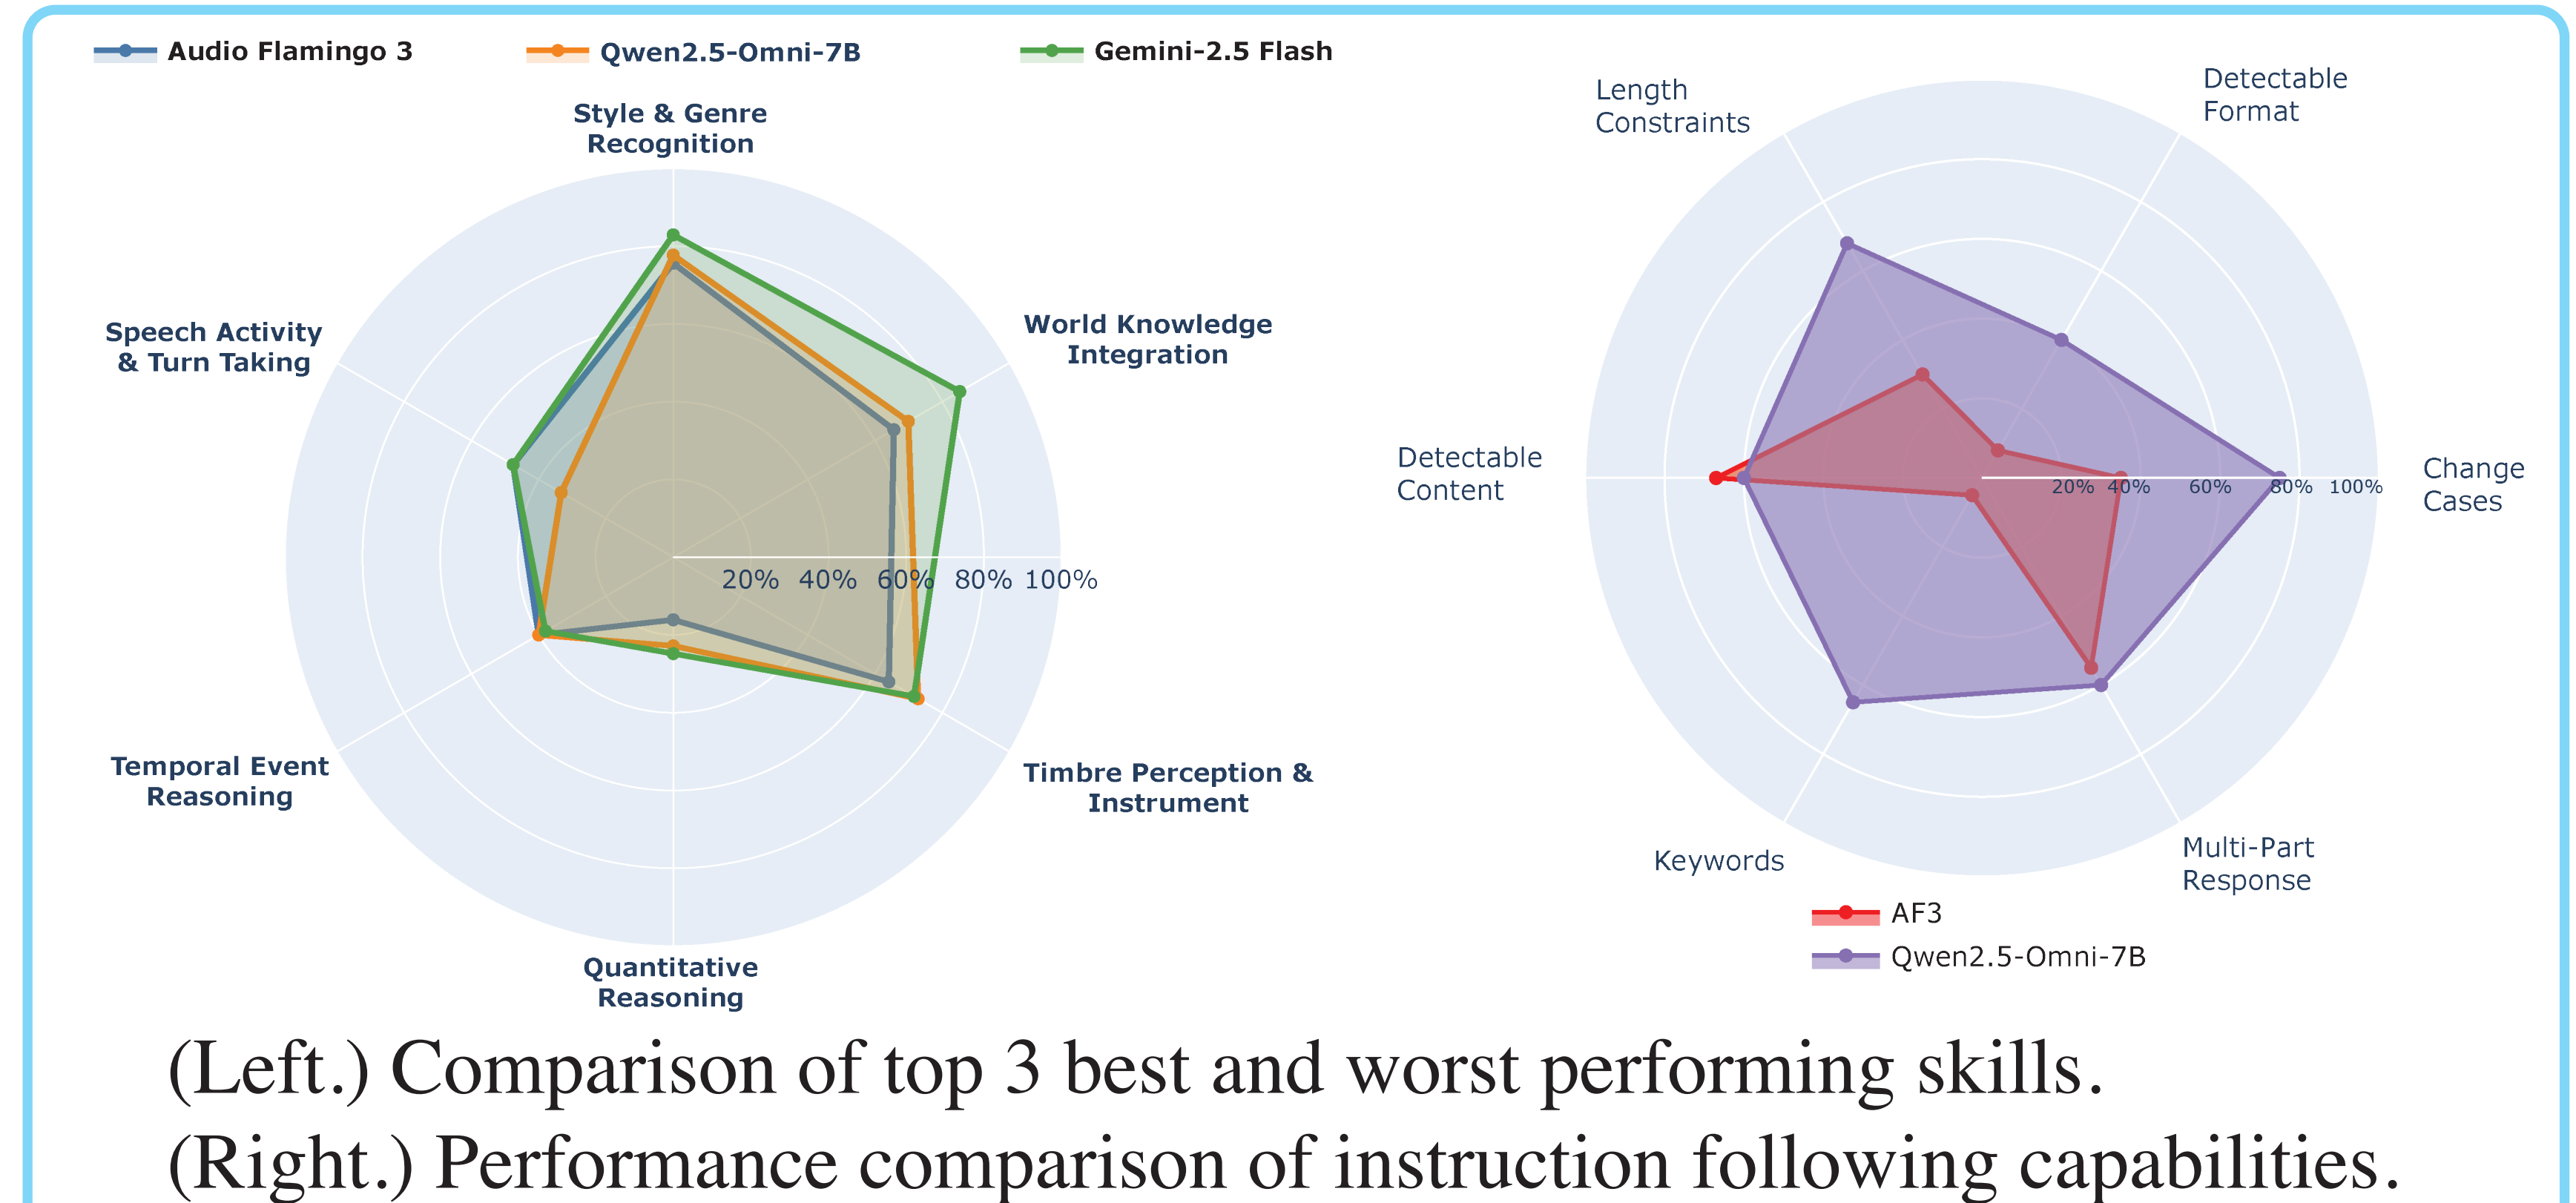 Audio Flamingo 3
Qwen2.5-Omni-7B
Gemini-2.5 Flash
Style & Genre
Recognition
World Knowledge
Integration
Speech Activity
& Turn Taking
20% 40% 60% 80% 100%
Temporal Event
Reasoning
Timbre Perception &
Instrument
Quantitative
Reasoning
Length
Constraints
Detectable
Format
Detectable
Content
20% 40% 60% 80% 100%
Change
Cases
Keywords
Multi-Part
Response
AF3
Qwen2.5-Omni-7B
(Left.) Comparison of top 3 best and worst performing skills.
(Right.) Performance comparison of instruction following capabilities.